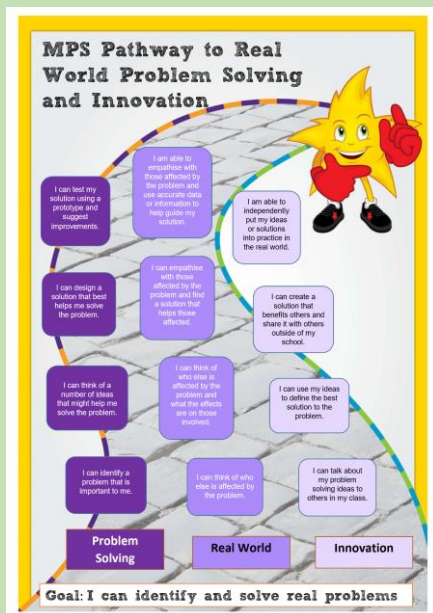 MPS Pathway to Real
World Problem Solving
and Innovation
I can test my
solution using a
prototype and
suggest
improvements.
I am able to
empathise with
those affected by
the problem and
use accurate data
or information to
help guide my
solution.
I am able to
independently
put my ideas
or solutions
into practice in
the real world.
I can design a
solution that best
helps me solve
the problem.
I can empathise
with those
affected by the
problem and find
a solution that
helps those
affected.
I can create a
solution that
benefits others and
share it with others
outside of my
school.
I can think of a
number of ideas
that might help me
solve the problem.
I can think of
who else is
affected by the
problem and
what the effects
are on those
involved.
I can use my ideas
to define the best
solution to the
problem.
I can identify a
problem that is
important to me.
I can think of who
else is affected by
the problem.
I can talk about
my problem
solving ideas to
others in my class.
Problem
Solving
Real World
Innovation
Goal: I can identify and solve real problems